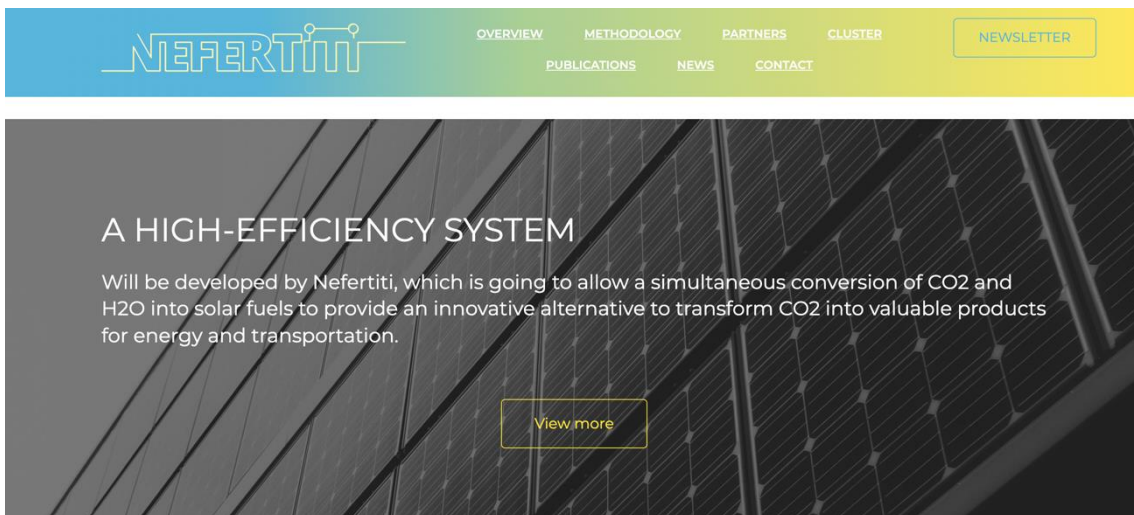 NEFERTITI
OVERVIEW METHODOLOGY PARTNERS CLUSTER
PUBLICATIONS NEWS CONTACT
NEWSLETTER
A HIGH-EFFICIENCY SYSTEM
Will be developed by Nefertiti, which is going to allow a simultaneous conversion of CO2 and
H2O into solar fuels to provide an innovative alternative to transform CO2 into valuable products
for energy and transportation.
View more